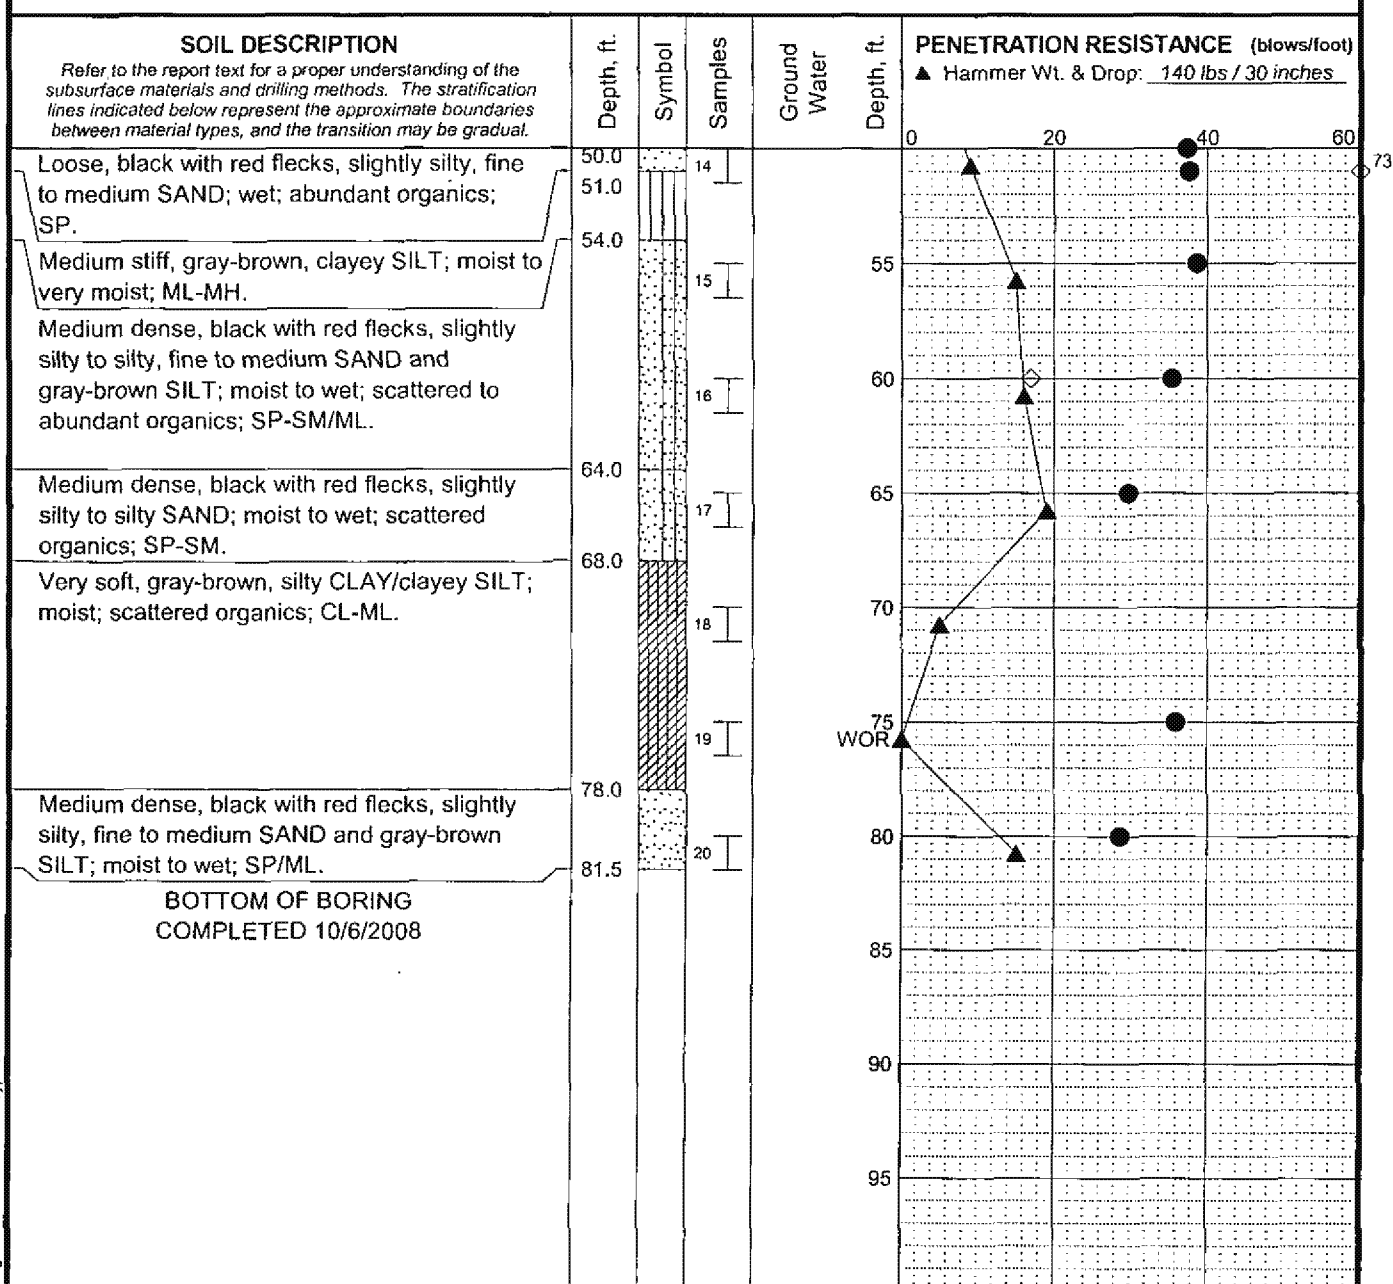 SOIL DESCRIPTION
Refer to the report text for a proper understanding of the
subsurface materials and drilling methods. The stratification
lines indicated below represent the approximate boundaries
between material types, and the transition may be gradual.
Depth, ft.
Symbol
Samples
Ground
Water
Depth, ft.
PENETRATION RESISTANCE (blows/foot)
▲ Hammer Wt. & Drop: 140 lbs / 30 inches
0 20 40 60
Loose, black with red flecks, slightly silty, fine
to medium SAND; wet; abundant organics;
SP.
Medium stiff, gray-brown, clayey SILT; moist to
very moist; ML-MH.
Medium dense, black with red flecks, slightly
silty to silty, fine to medium SAND and
gray-brown SILT; moist to wet; scattered to
abundant organics; SP-SM/ML.
Medium dense, black with red flecks, slightly
silty to silty SAND; moist to wet; scattered
organics; SP-SM.
Very soft, gray-brown, silty CLAY/clayey SILT;
moist; scattered organics; CL-ML.
Medium dense, black with red flecks, slightly
silty, fine to medium SAND and gray-brown
SILT; moist to wet; SP/ML.
BOTTOM OF BORING
COMPLETED 10/6/2008
50.0
51.0
54.0
64.0
68.0
78.0
81.5
14
15
16
17
18
19
20
55
60
65
70
75
WOR
80
85
90
95
73